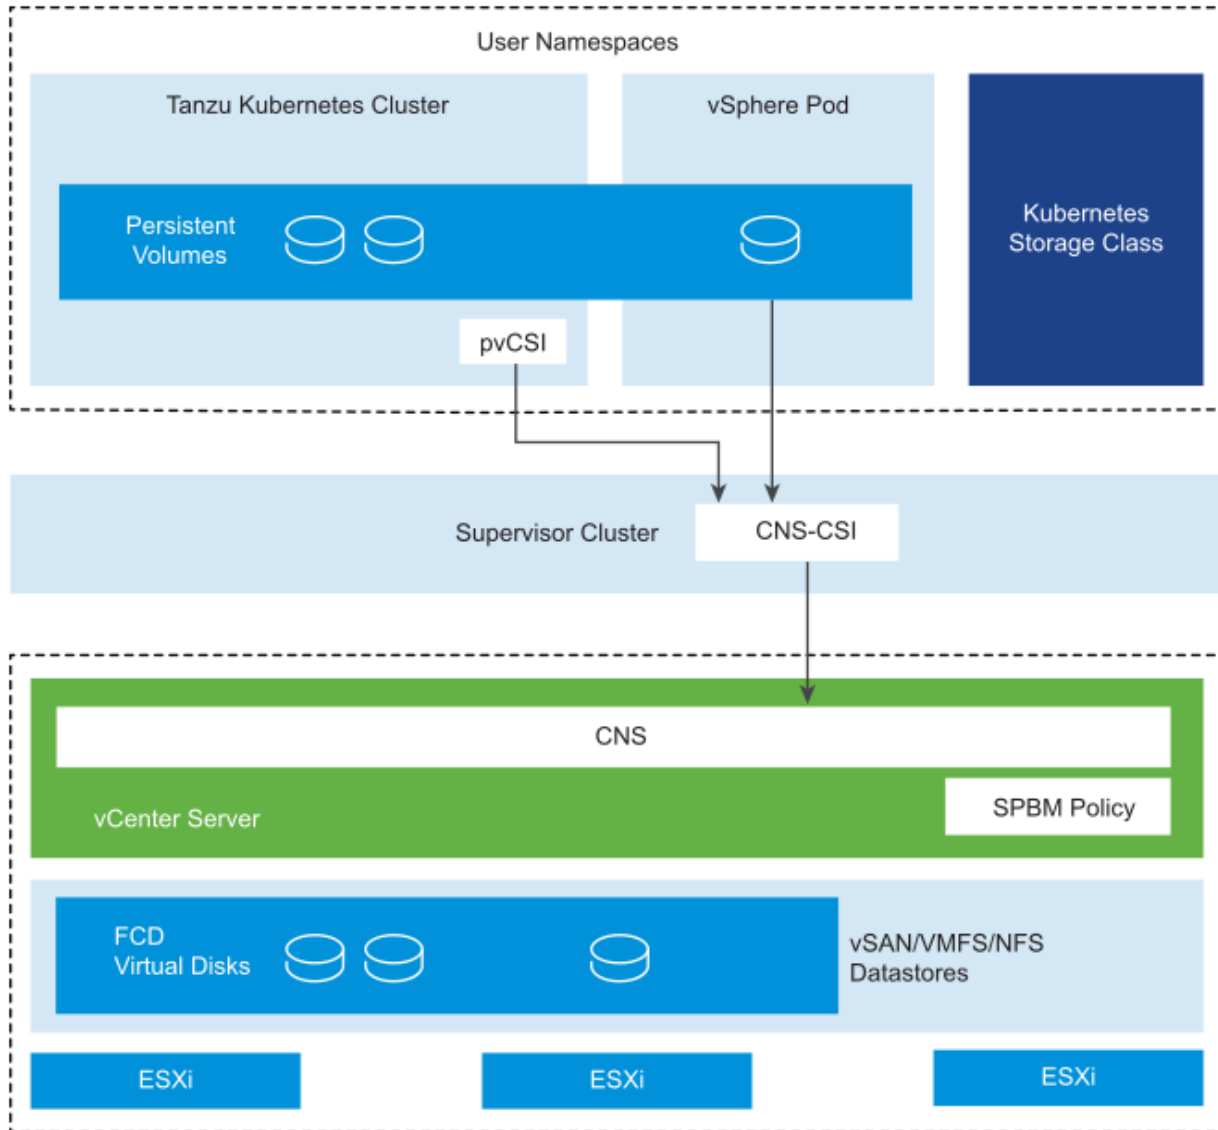 User Namespaces
Tanzu Kubernetes Cluster
vSphere Pod
Persistent
Volumes
Kubernetes
Storage Class
pvCSI
Supervisor Cluster
CNS-CSI
CNS
vCenter Server
SPBM Policy
FCD
Virtual Disks
vSAN/VMFS/NFS
Datastores
ESXi
ESXi
ESXi